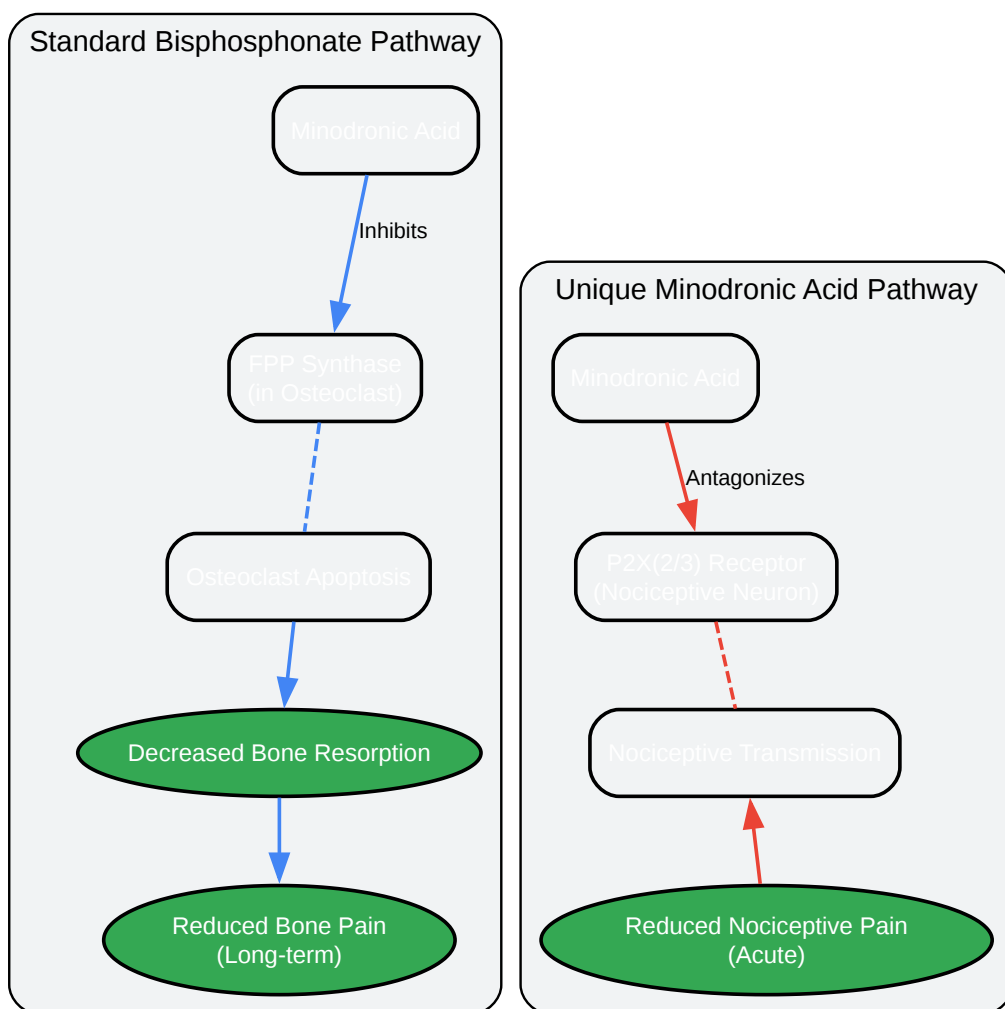 Standard Bisphosphonate Pathway
Minodronic Acid
Inhibits
FPP Synthase
(in Osteoclast)
Osteoclast Apoptosis
Decreased Bone Resorption
Reduced Bone Pain
(Long-term)
Unique Minodronic Acid Pathway
Minodronic Acid
Antagonizes
P2X(2/3) Receptor
(Nociceptive Neuron)
Nociceptive Transmission
Reduced Nociceptive Pain
(Acute)